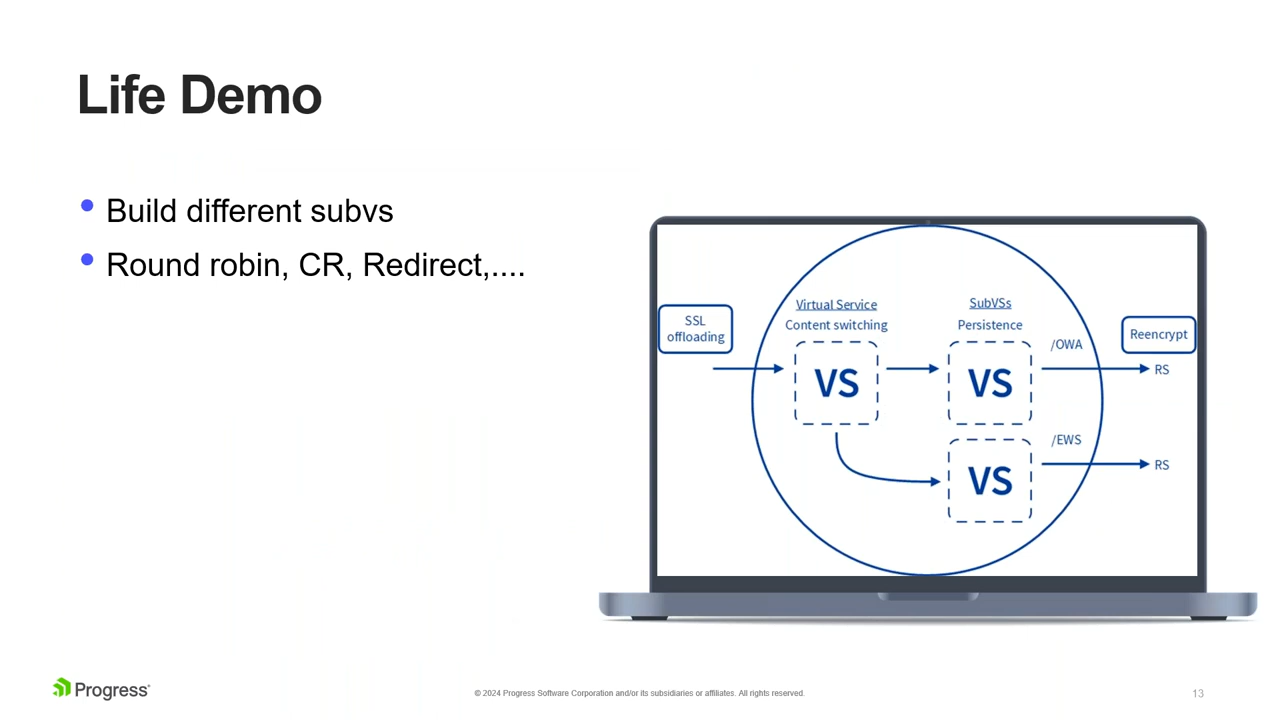 Life Demo
Build different subvs
Round robin, CR, Redirect,....
SSL
offloading
Virtual Service
Content switching
VS
SubVSs
Persistence
VS
/OWA
Reencrypt
RS
VS
/EWS
RS
Progress
© 2024 Progress Software Corporation and/or its subsidiaries or affiliates. All rights reserved.
13